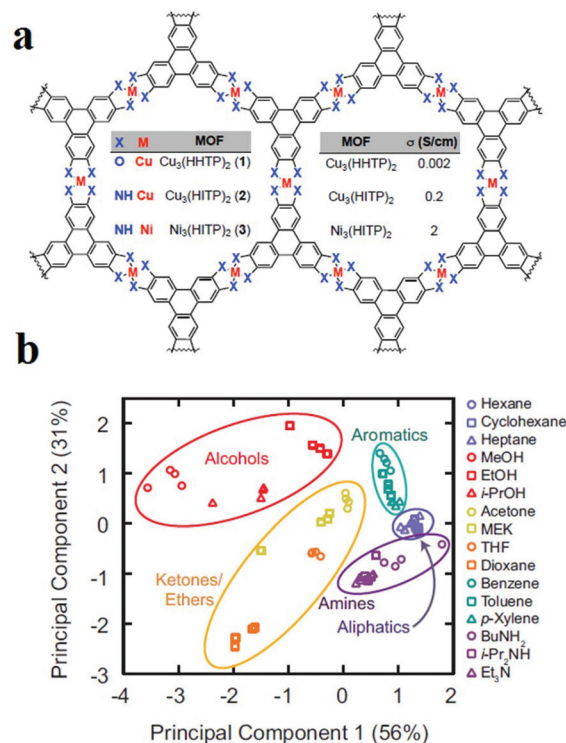 a
X M MOF
O Cu Cu₃(HHTP)₂ (1)
NH Cu Cu₃(HITP)₂ (2)
NH Ni Ni₃(HITP)₂ (3)
MOF σ (S/cm)
Cu₃(HHTP)₂ 0.002
Cu₃(HITP)₂ 0.2
Ni₃(HITP)₂ 2
X X
M
X X
X X
M
X X
X X
M
X X
X X
M
X X
X X
M
X X
X X
M
X X
X X
M
X X
X X
M
X X
X X
M
X X
X X
M
X X
X X
M
X X
b
Principal Component 2 (31%)
2
1
0
-1
-2
-3
-4 -3 -2 -1 0 1 2
Principal Component 1 (56%)
Alcohols
Aromatics
Ketones/
Ethers
Amines
Aliphatics
Hexane
Cyclohexane
Heptane
MeOH
EtOH
i-PrOH
Acetone
MEK
THF
Dioxane
Benzene
Toluene
p-Xylene
BuNH₂
i-Pr₂NH
Et₃N